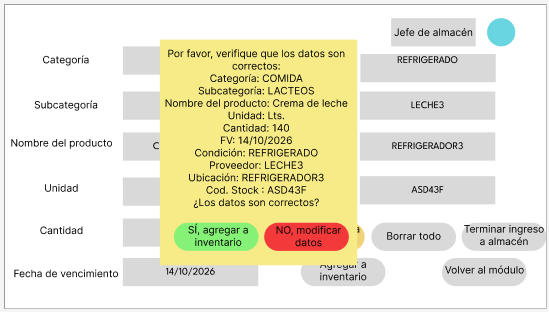 Jefe de almacén
Categoría
REFRIGERADO
Subcategoría
LECHE3
Nombre del producto
REFRIGERADOR3
Unidad
ASD43F
Cantidad
Borrar todo
Terminar ingreso
a almacén
Fecha de vencimiento
14/10/2026
Agregar a
inventario
Volver al módulo
Por favor, verifique que los datos son
correctos:
Categoría: COMIDA
Subcategoría: LACTEOS
Nombre del producto: Crema de leche
Unidad: Lts.
Cantidad: 140
FV: 14/10/2026
Condición: REFRIGERADO
Proveedor: LECHE3
Ubicación: REFRIGERADOR3
Cod. Stock : ASD43F
¿Los datos son correctos?
SÍ, agregar a
inventario
NO, modificar
datos